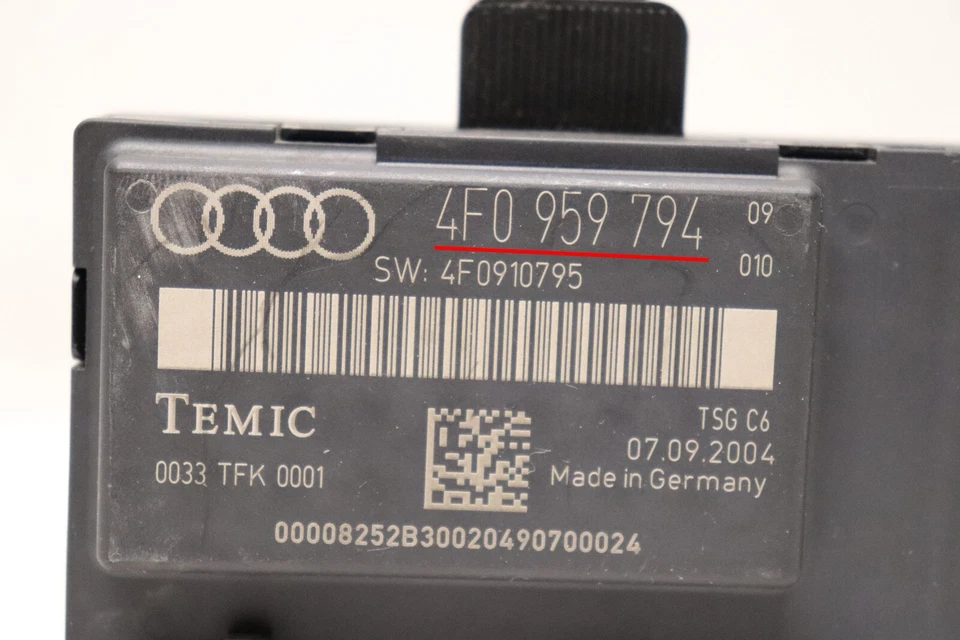 4F0 959 794 09
SW: 4F0910795 010
TEMIC
TSG C6
07.09.2004
0033 TFK 0001
Made in Germany
00008252B30020490700024